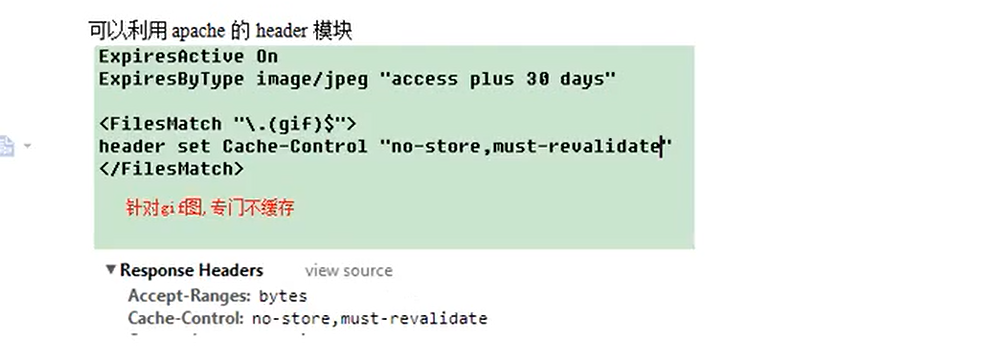 可以利用 apache 的 header 模块
ExpiresActive On
ExpiresByType image/jpeg "access plus 30 days"
<FilesMatch "\.(gif)$">
header set Cache-Control "no-store,must-revalidate"
</FilesMatch>
针对gif图, 专门不缓存
▼ Response Headers view source
Accept-Ranges: bytes
Cache-Control: no-store,must-revalidate